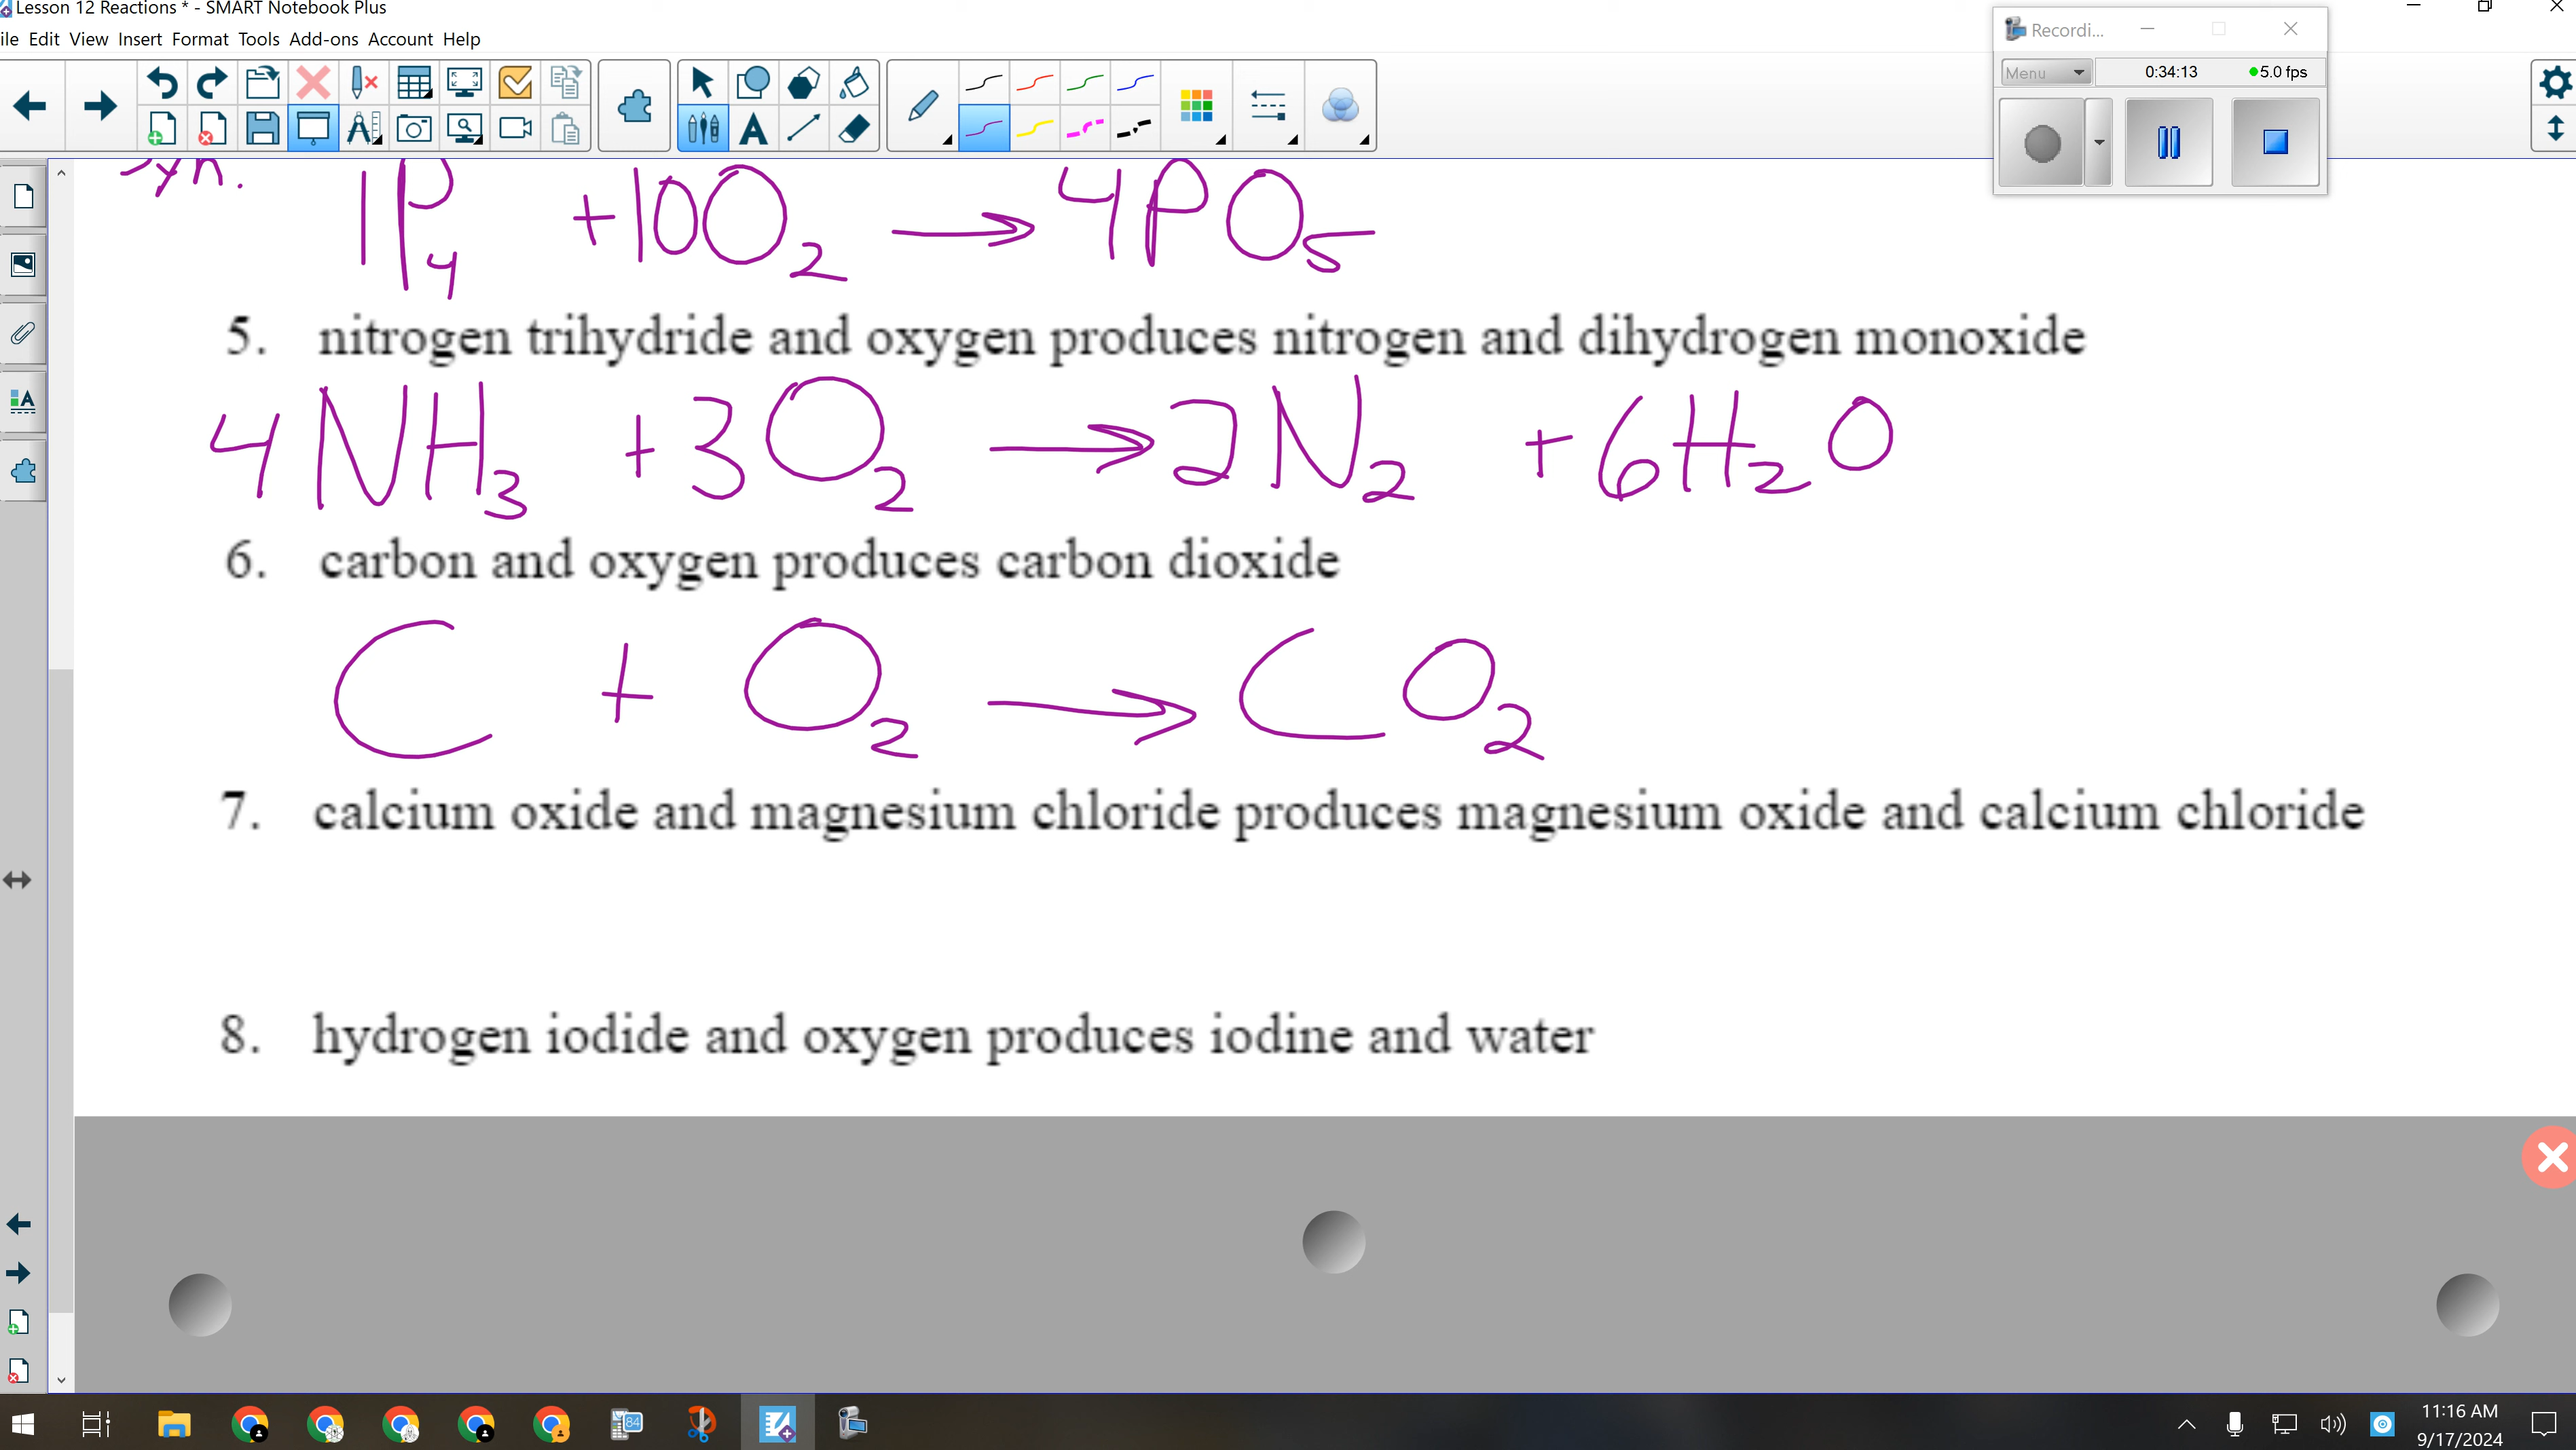 Lesson 12 Reactions * - SMART Notebook Plus
ile Edit View Insert Format Tools Add-ons Account Help
Recordi...
Menu 0:34:13 5.0 fps
syn. 1P₄ + 10O₂ → 4PO₅
5. nitrogen trihydride and oxygen produces nitrogen and dihydrogen monoxide
4NH₃ + 3O₂ → 2N₂ + 6H₂O
6. carbon and oxygen produces carbon dioxide
C + O₂ → CO₂
7. calcium oxide and magnesium chloride produces magnesium oxide and calcium chloride
8. hydrogen iodide and oxygen produces iodine and water
84
11:16 AM
9/17/2024